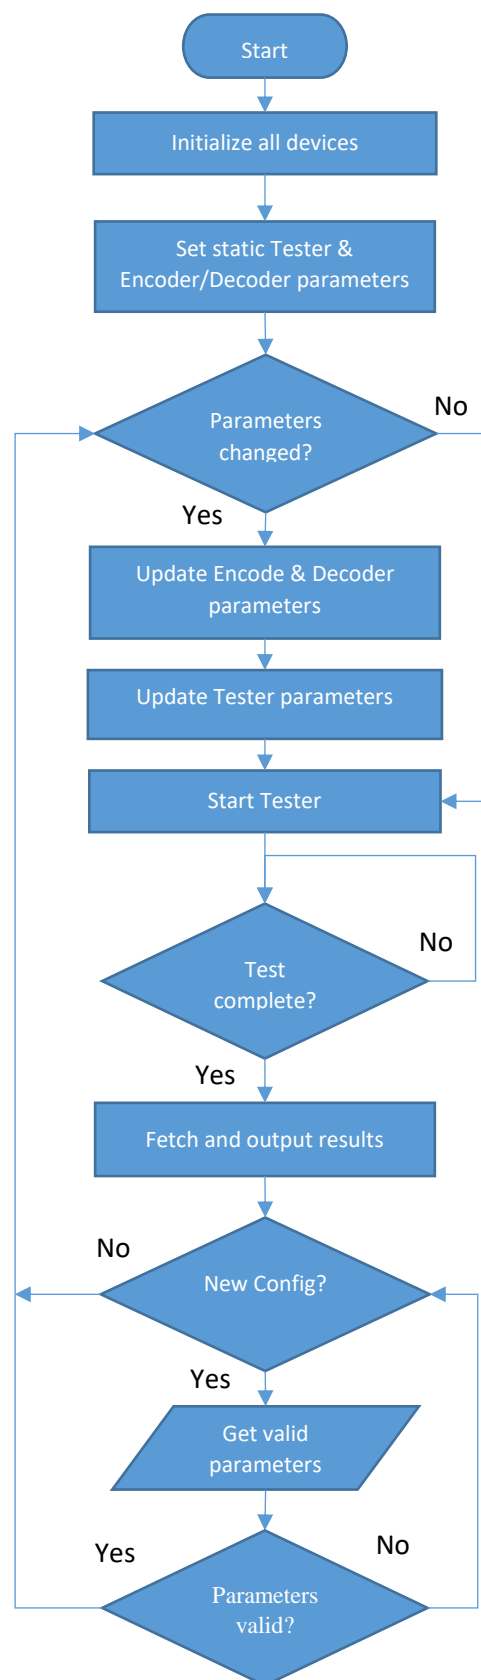 Start
Initialize all devices
Set static Tester &
Encoder/Decoder parameters
Parameters
changed?
No
Yes
Update Encode & Decoder
parameters
Update Tester parameters
Start Tester
No
Test
complete?
Yes
Fetch and output results
No
New Config?
Yes
Get valid
parameters
Yes
No
Parameters
valid?